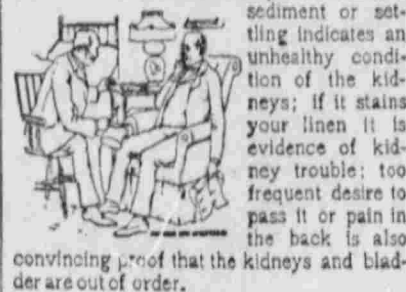 sediment or set-
tling indicates an
unhealthy condi-
tion of the kid-
neys; if it stains
your linen it is
evidence of kid-
ney trouble; too
frequent desire to
pass it or pain in
the back is also
convincing proof that the kidneys and blad-
der are out of order.